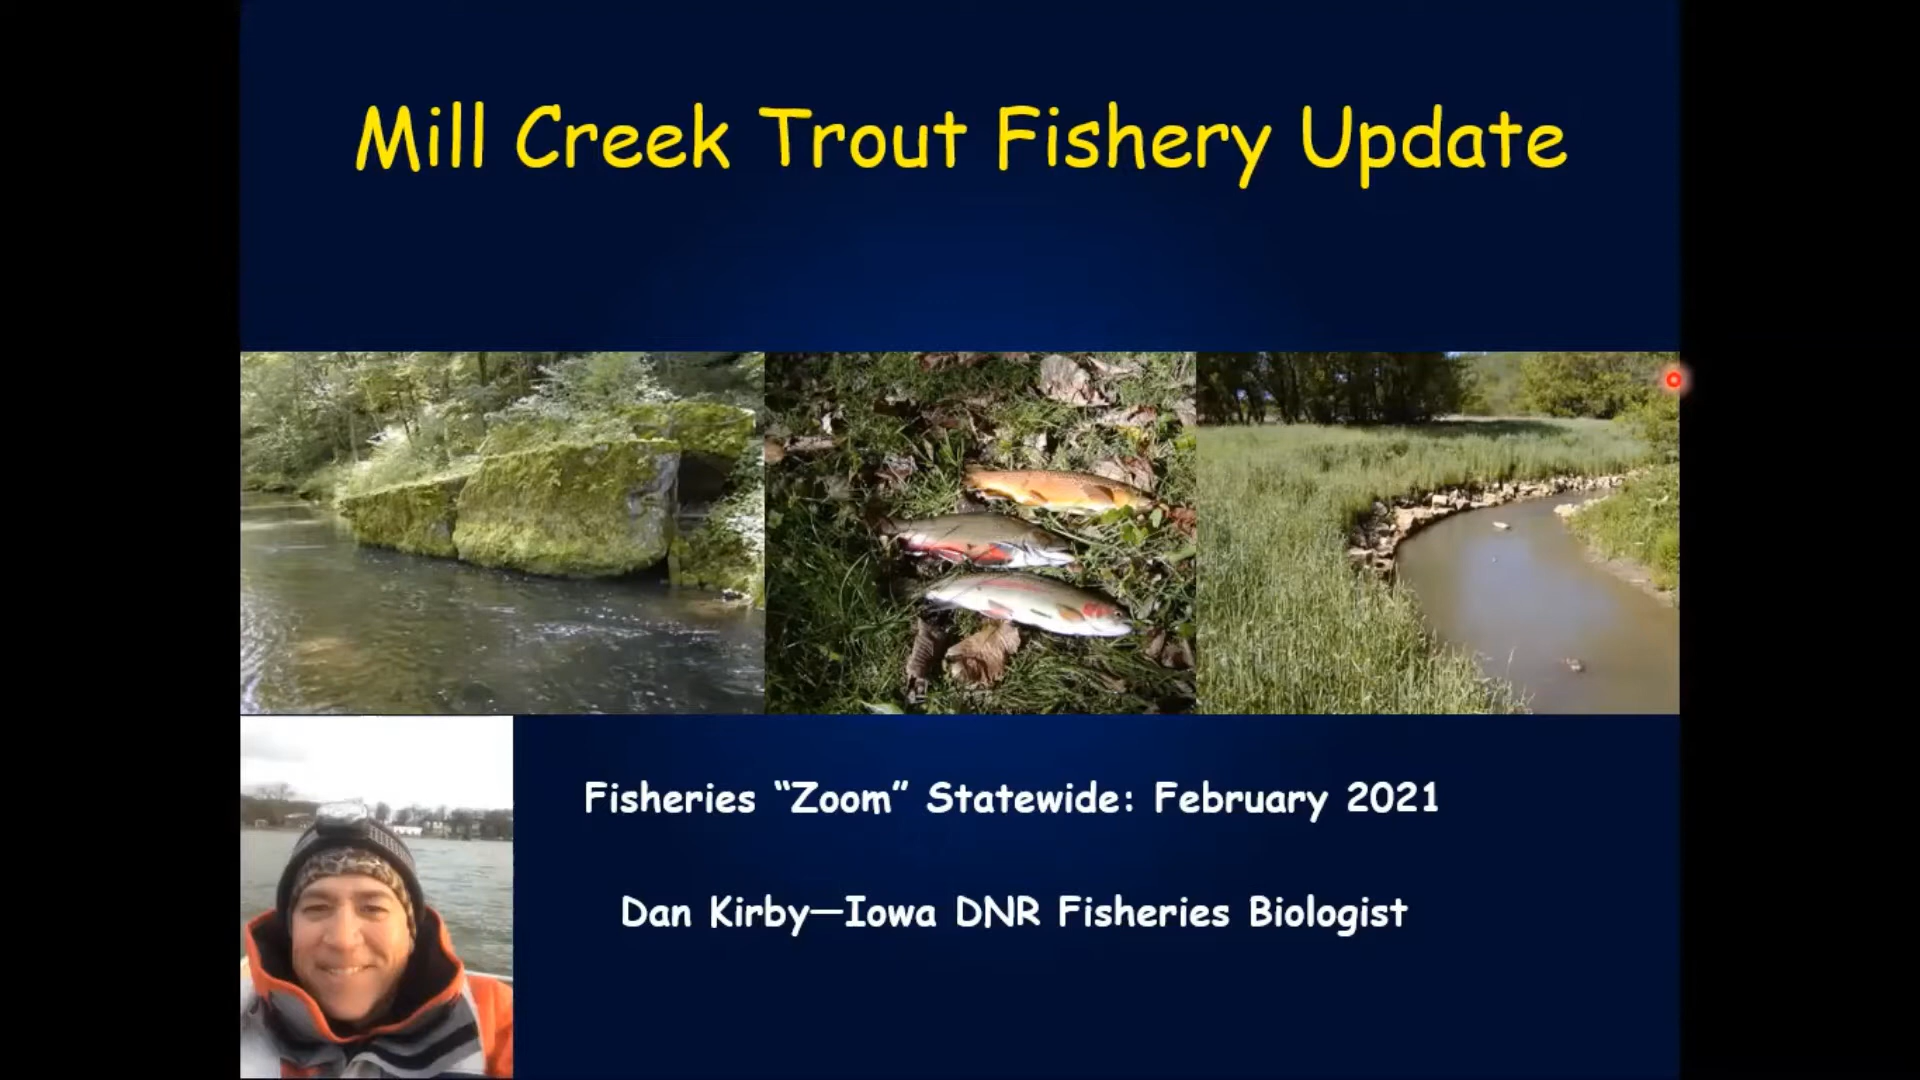 Mill Creek Trout Fishery Update
Fisheries “Zoom” Statewide: February 2021
Dan Kirby—Iowa DNR Fisheries Biologist